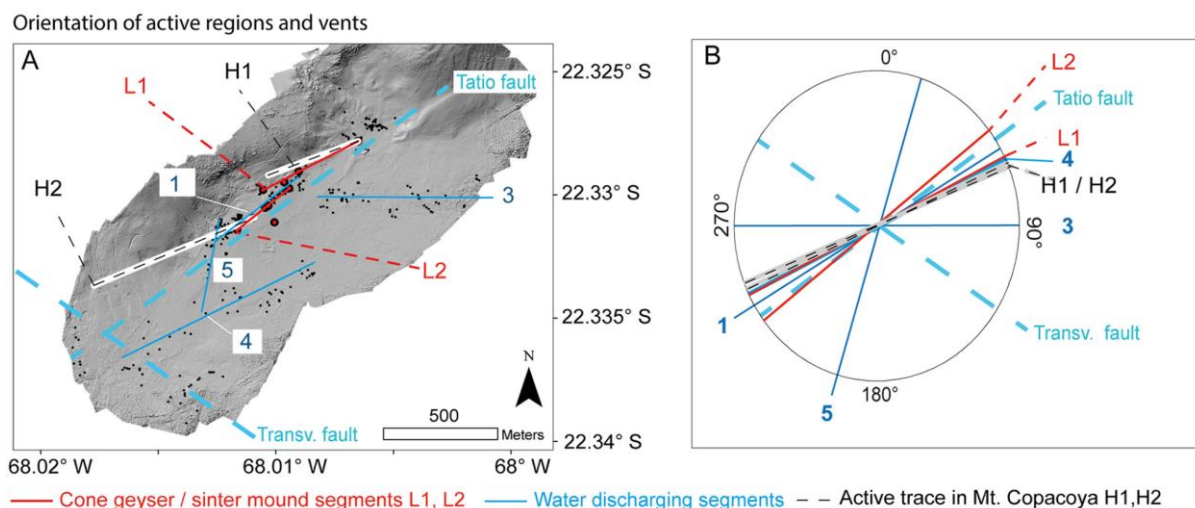 Orientation of active regions and vents
A
H1
L1
Tatio fault
22.325° S
H2
1
22.33° S
3
5
L2
4
22.335° S
N
500
Meters
Transv. fault
22.34° S
68.02° W
68.01° W
68° W
B
0°
L2
Tatio fault
L1
4
H1 / H2
270°
90°
3
1
Transv. fault
5
180°
Cone geyser / sinter mound segments L1, L2
Water discharging segments
Active trace in Mt. Copacoya H1,H2